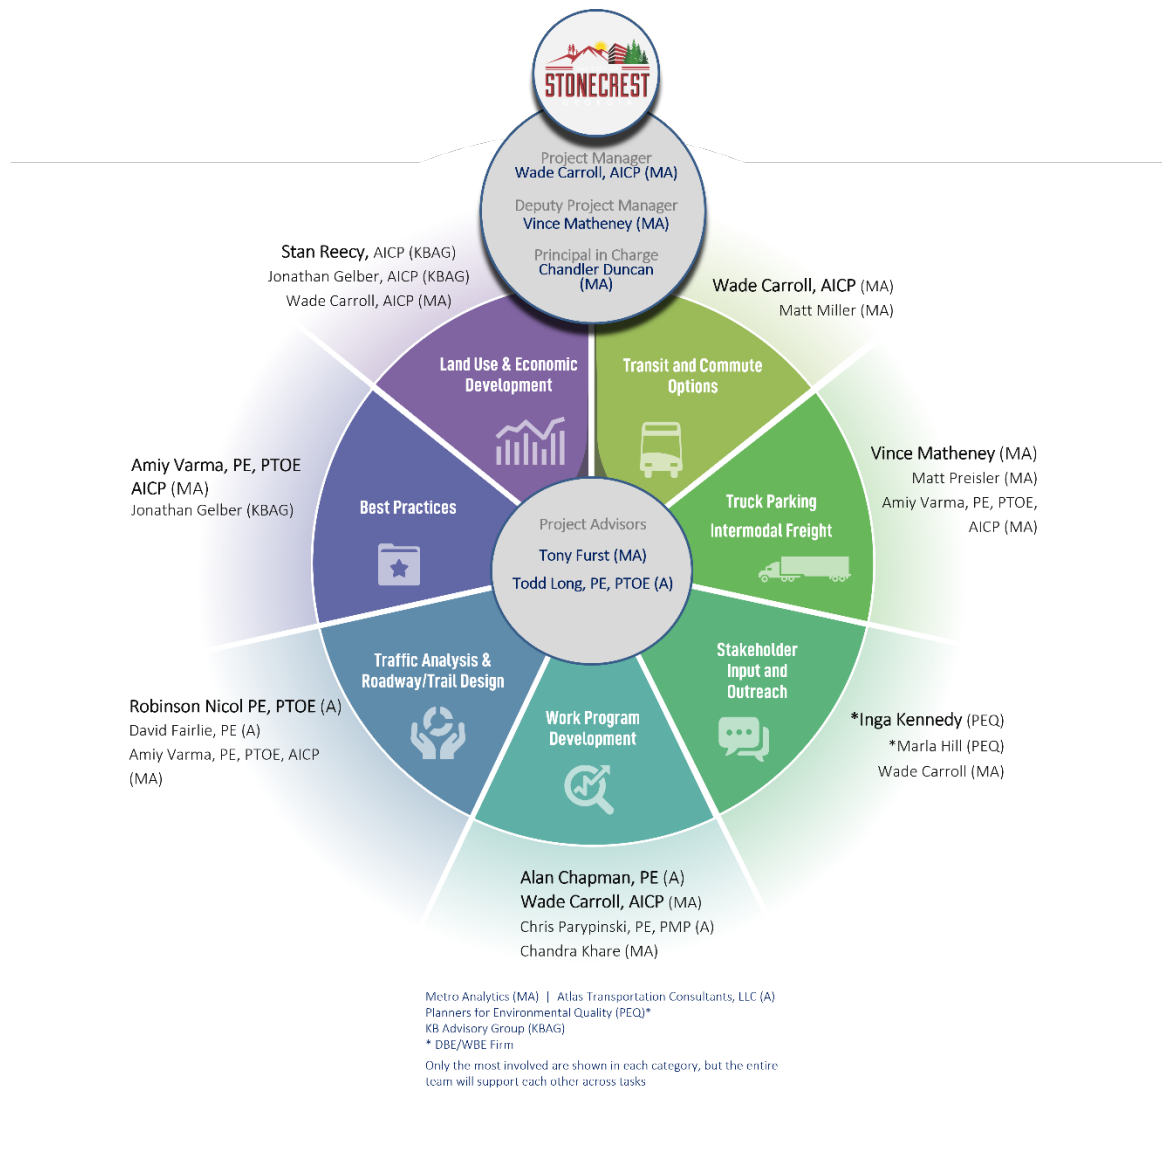 STONECREST
GEORGIA
Project Manager
Wade Carroll, AICP (MA)
Deputy Project Manager
Vince Matheney (MA)
Principal in Charge
Chandler Duncan
(MA)
Stan Reecy, AICP (KBAG)
Jonathan Gelber, AICP (KBAG)
Wade Carroll, AICP (MA)
Wade Carroll, AICP (MA)
Matt Miller (MA)
Land Use & Economic
Development
Transit and Commute
Options
Amiy Varma, PE, PTOE
AICP (MA)
Jonathan Gelber (KBAG)
Best Practices
Vince Matheney (MA)
Matt Preisler (MA)
Amiy Varma, PE, PTOE,
AICP (MA)
Truck Parking
Intermodal Freight
Project Advisors
Tony Furst (MA)
Todd Long, PE, PTOE (A)
Traffic Analysis &
Roadway/Trail Design
Robinson Nicol PE, PTOE (A)
David Fairlie, PE (A)
Amiy Varma, PE, PTOE, AICP
(MA)
Stakeholder
Input and
Outreach
*Inga Kennedy (PEQ)
*Marla Hill (PEQ)
Wade Carroll (MA)
Work Program
Development
Alan Chapman, PE (A)
Wade Carroll, AICP (MA)
Chris Parypinski, PE, PMP (A)
Chandra Khare (MA)
Metro Analytics (MA) | Atlas Transportation Consultants, LLC (A)
Planners for Environmental Quality (PEQ)*
KB Advisory Group (KBAG)
* DBE/WBE Firm
Only the most involved are shown in each category, but the entire
team will support each other across tasks